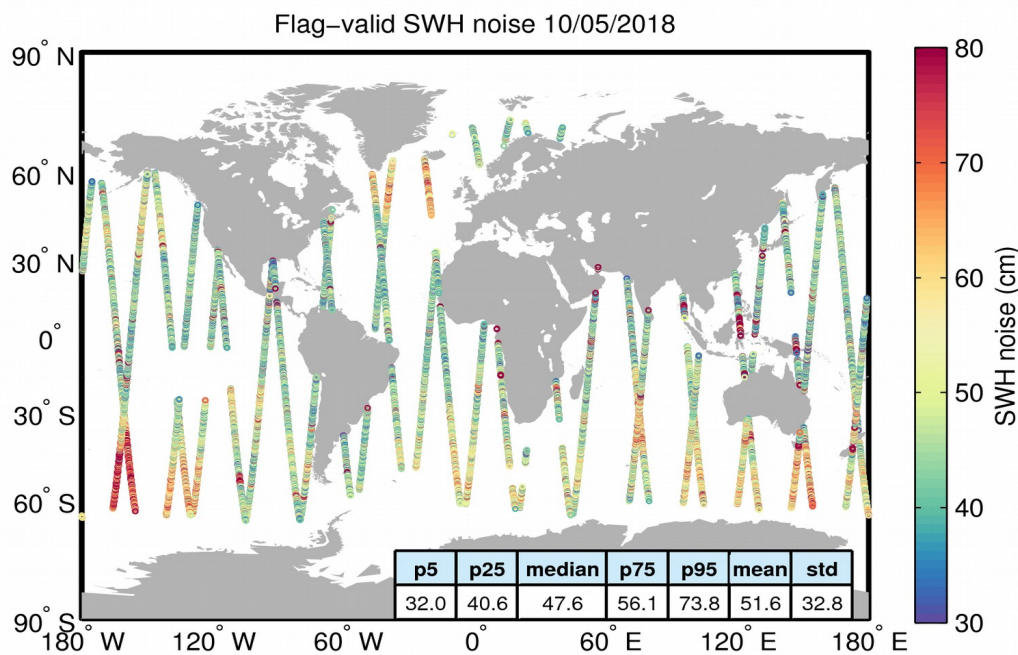 Flag−valid SWH noise 10/05/2018
90° N
60° N
30° N
0°
30° S
60° S
90° S
180° W
120° W
60° W
0°
60° E
120° E
180° E
80
70
60
50
40
30
SWH noise (cm)
p5 p25 median p75 p95 mean std
32.0 40.6 47.6 56.1 73.8 51.6 32.8